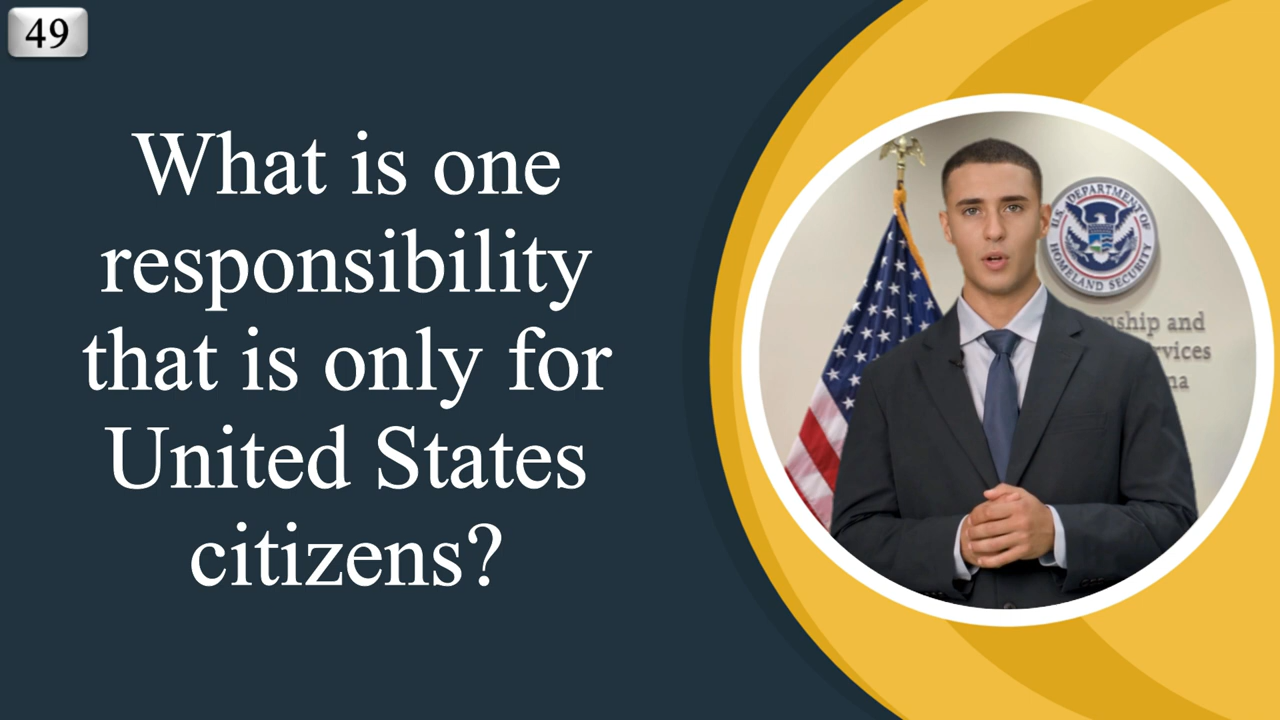 49
What is one
responsibility
that is only for
United States
citizens?
U.S. DEPARTMENT OF
HOMELAND SECURITY
nship and
rvices
na